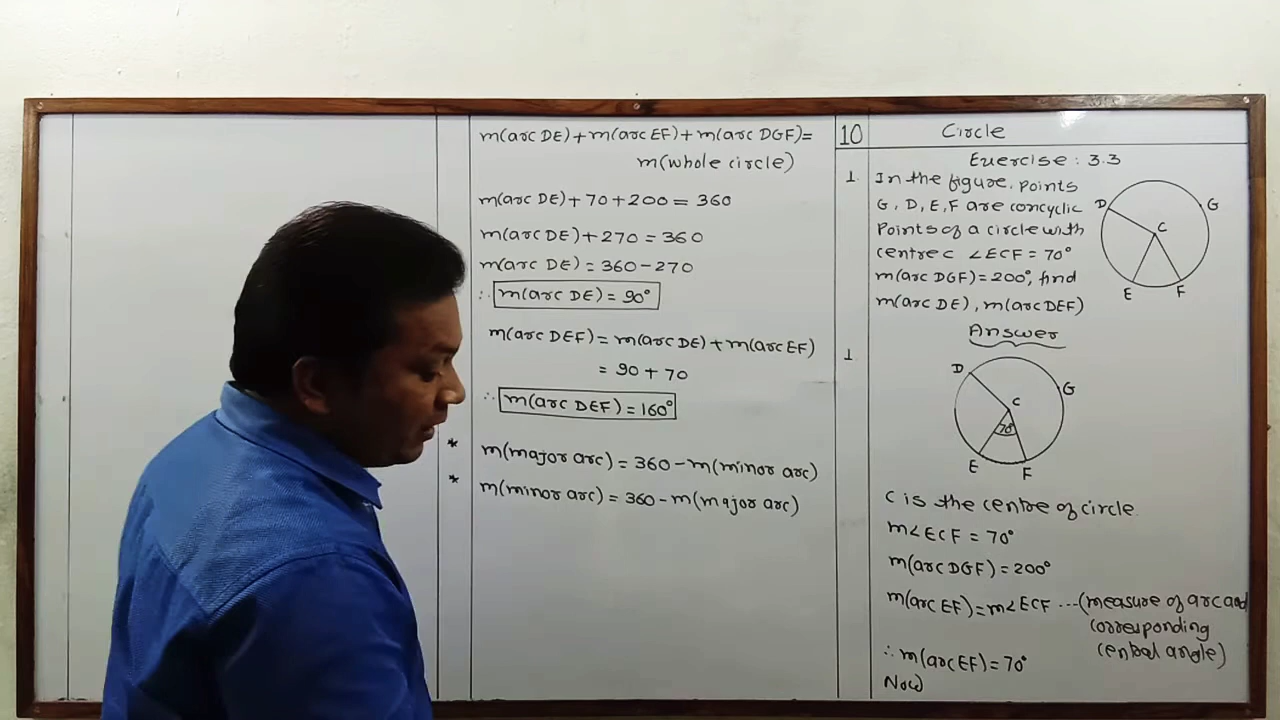 10 Circle
Exercise : 3.3
1. In the figure, points
G, D, E, F are concyclic
Points of a circle with
centre C ∠ECF = 70°
m(arc DGF) = 200°, find
m(arc DE), m(arc DEF)
D
G
C
E
F
Answer
1
D
G
C
70°
E
F
C is the centre of circle.
m∠ECF = 70°
m(arc DGF) = 200°
m(arc EF) = m∠ECF ---(measure of arc and
corresponding
central angle)
∴ m(arc EF) = 70°
Now
m(arc DE) + m(arc EF) + m(arc DGF) =
m(whole circle)
m(arc DE) + 70 + 200 = 360
m(arc DE) + 270 = 360
m(arc DE) = 360 - 270
∴ m(arc DE) = 90°
m(arc DEF) = m(arc DE) + m(arc EF)
= 90 + 70
∴ m(arc DEF) = 160°
* m(major arc) = 360 - m(minor arc)
* m(minor arc) = 360 - m(major arc)